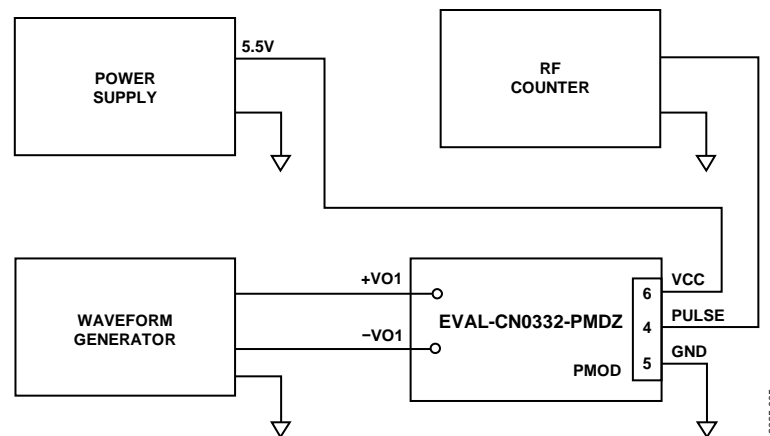 5.5V
POWER
SUPPLY
RF
COUNTER
WAVEFORM
GENERATOR
+VO1
−VO1
EVAL-CN0332-PMDZ
PMOD
6
VCC
4
PULSE
5
GND